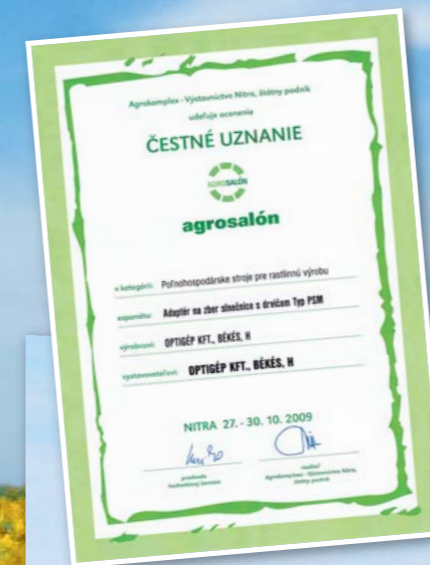 Agrokomplex - Výstavníctvo Nitra, štátny podnik
udeľuje ocenenie
ČESTNÉ UZNANIE
AGROSALÓN
agrosalón
v kategórii: Poľnohospodárske stroje pre rastlinnú výrobu
exponátu: Adaptér na zber slnečnice s drvičom Typ PSM
výrobcovi: OPTIGÉP KFT., BÉKÉS, H
vystavovateľovi: OPTIGÉP KFT., BÉKÉS, H
NITRA 27. - 30. 10. 2009
predseda
hodnotiacej komisie
riaditeľ
Agrokomplexu - Výstavníctva Nitra,
štátny podnik